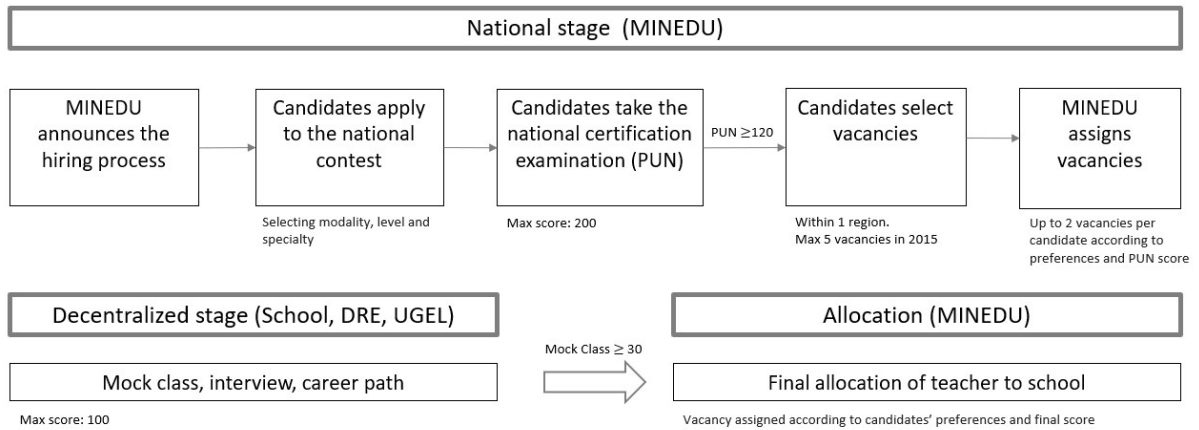 National stage  (MINEDU)
MINEDU
announces the
hiring process
Candidates apply
to the national
contest
Selecting modality, level and
specialty
Candidates take the
national certification
examination (PUN)
Max score: 200
PUN ≥120
Candidates select
vacancies
Within 1 region.
Max 5 vacancies in 2015
MINEDU
assigns
vacancies
Up to 2 vacancies per
candidate according to
preferences and PUN score
Decentralized stage (School, DRE, UGEL)
Mock class, interview, career path
Max score: 100
Mock Class ≥ 30
Allocation (MINEDU)
Final allocation of teacher to school
Vacancy assigned according to candidates’ preferences and final score